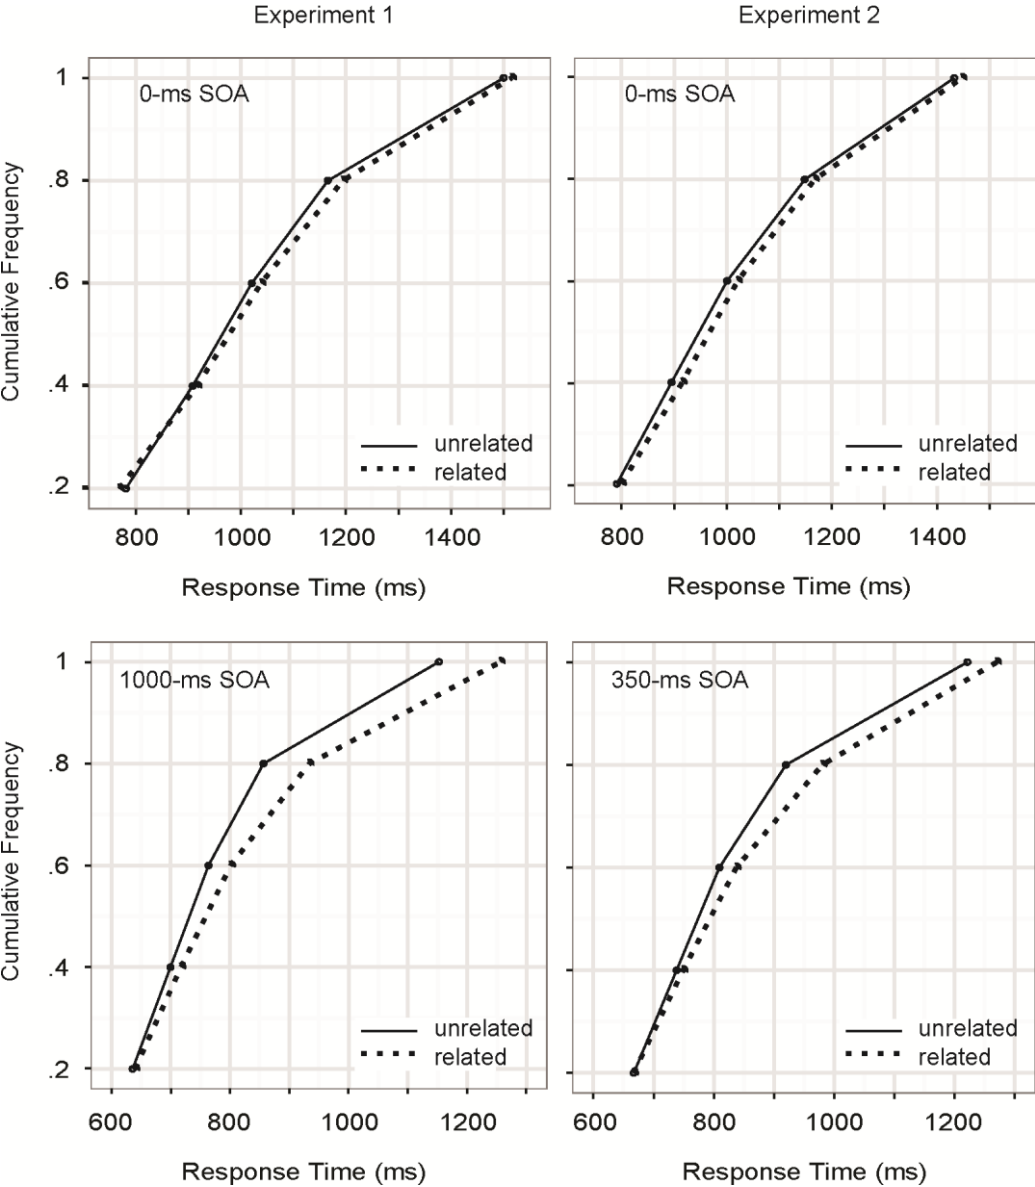 Experiment 1
Experiment 2
Cumulative Frequency
1
.8
.6
.4
.2
0-ms SOA
unrelated
related
800 1000 1200 1400
Response Time (ms)
0-ms SOA
unrelated
related
800 1000 1200 1400
Response Time (ms)
Cumulative Frequency
1
.8
.6
.4
.2
1000-ms SOA
unrelated
related
600 800 1000 1200
Response Time (ms)
350-ms SOA
unrelated
related
600 800 1000 1200
Response Time (ms)